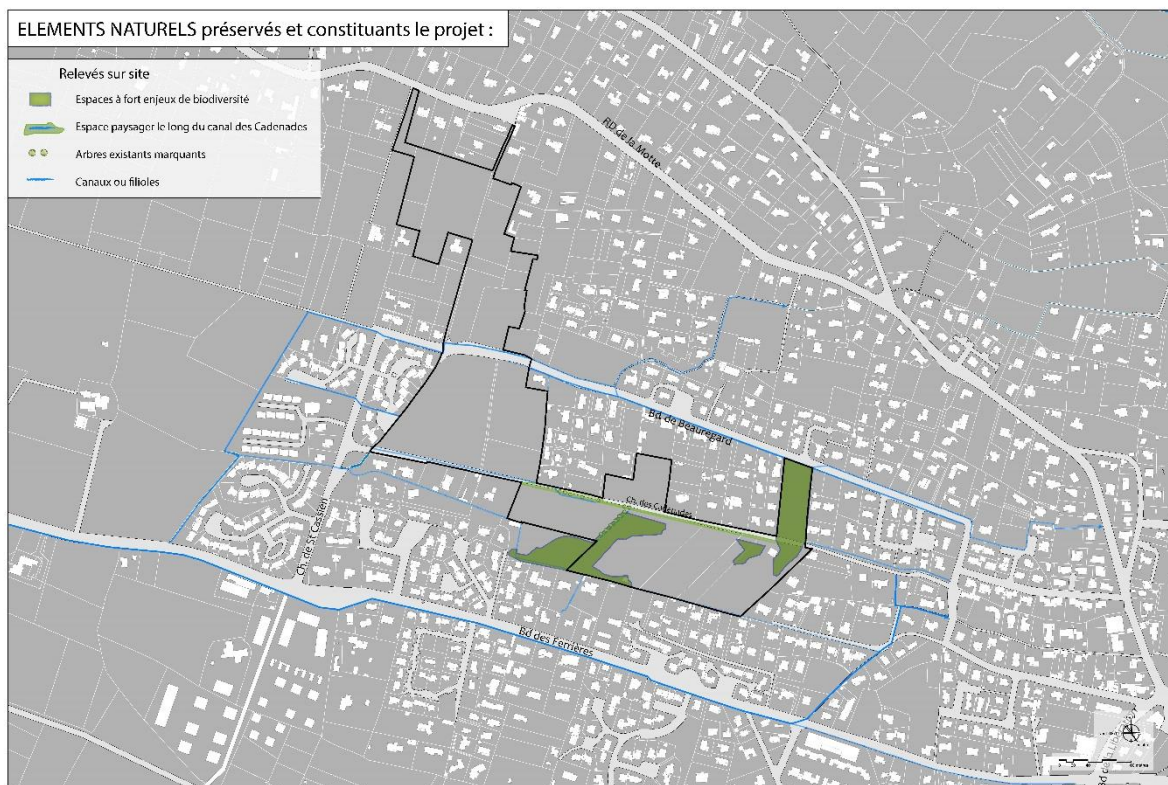 ELEMENTS NATURELS préservés et constituants le projet :
Relevés sur site
Espaces à fort enjeux de biodiversité
Espace paysager le long du canal des Cadenades
Arbres existants marquants
Canaux ou filioles
RD de la Motte
Bd. de Beauregard
Ch. des Cadenades
Ch. de St Cassien
Bd des Ferrières